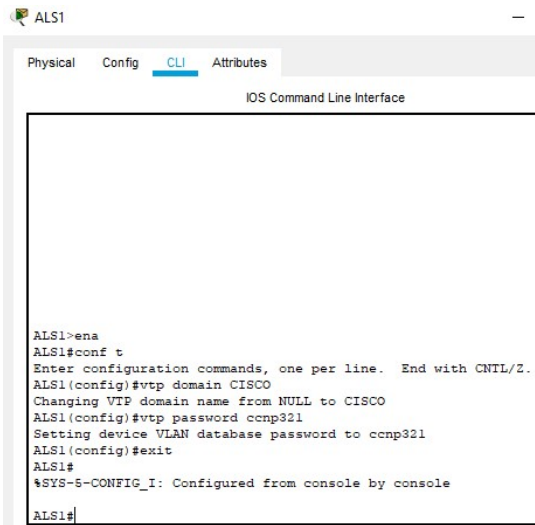 ALS1
Physical Config CLI Attributes
IOS Command Line Interface
ALS1>ena
ALS1#conf t
Enter configuration commands, one per line.  End with CNTL/Z.
ALS1(config)#vtp domain CISCO
Changing VTP domain name from NULL to CISCO
ALS1(config)#vtp password ccnp321
Setting device VLAN database password to ccnp321
ALS1(config)#exit
ALS1#
%SYS-5-CONFIG_I: Configured from console by console
ALS1#